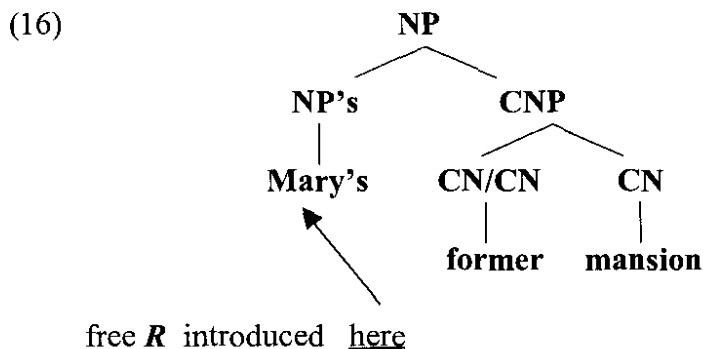 (16) NP
NP's CNP
Mary's CN/CN CN
former mansion
free R introduced here